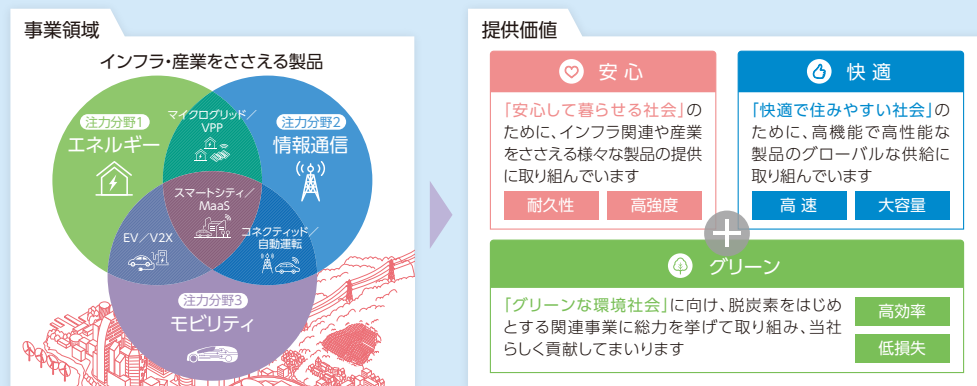 事業領域
インフラ・産業をささえる製品
注力分野1
エネルギー
マイクログリッド／
VPP
注力分野2
情報通信
スマートシティ／
MaaS
EV／V2X
コネクティッド／
自動運転
注力分野3
モビリティ
提供価値
安心
「安心して暮らせる社会」の
ために、インフラ関連や産業
をささえる様々な製品の提供
に取り組んでいます
耐久性
高強度
快適
「快適で住みやすい社会」の
ために、高機能で高性能な
製品のグローバルな供給に
取り組んでいます
高速
大容量
グリーン
「グリーンな環境社会」に向け、脱炭素をはじめ
とする関連事業に総力を挙げて取り組み、当社
らしく貢献してまいります
高効率
低損失